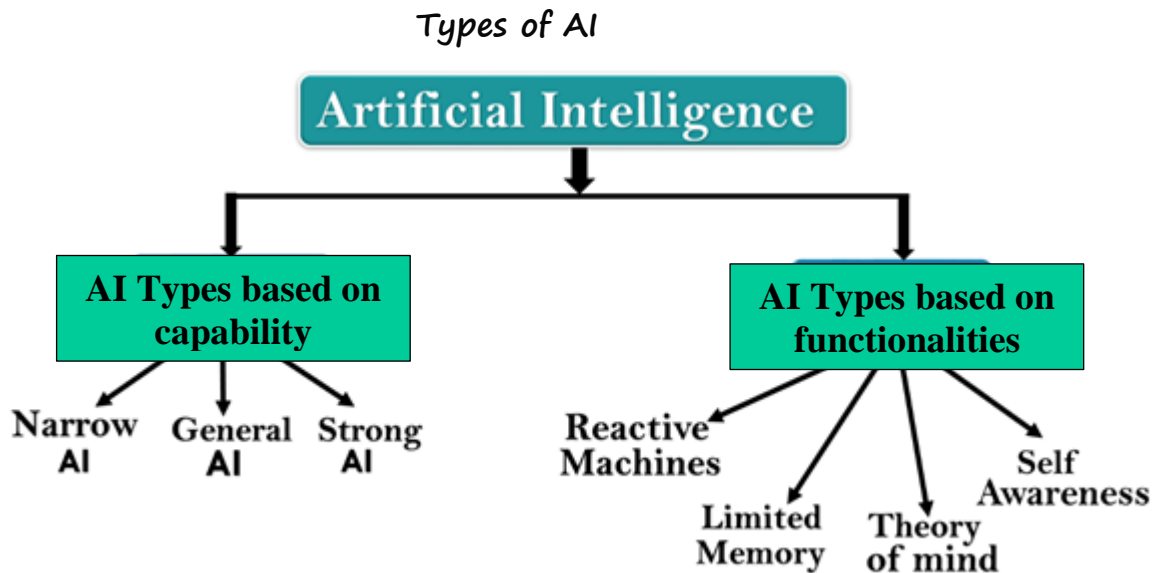 Types of AI
Artificial Intelligence
AI Types based on
capability
Narrow
AI
General
AI
Strong
AI
AI Types based on
functionalities
Reactive
Machines
Limited
Memory
Theory
of mind
Self
Awareness